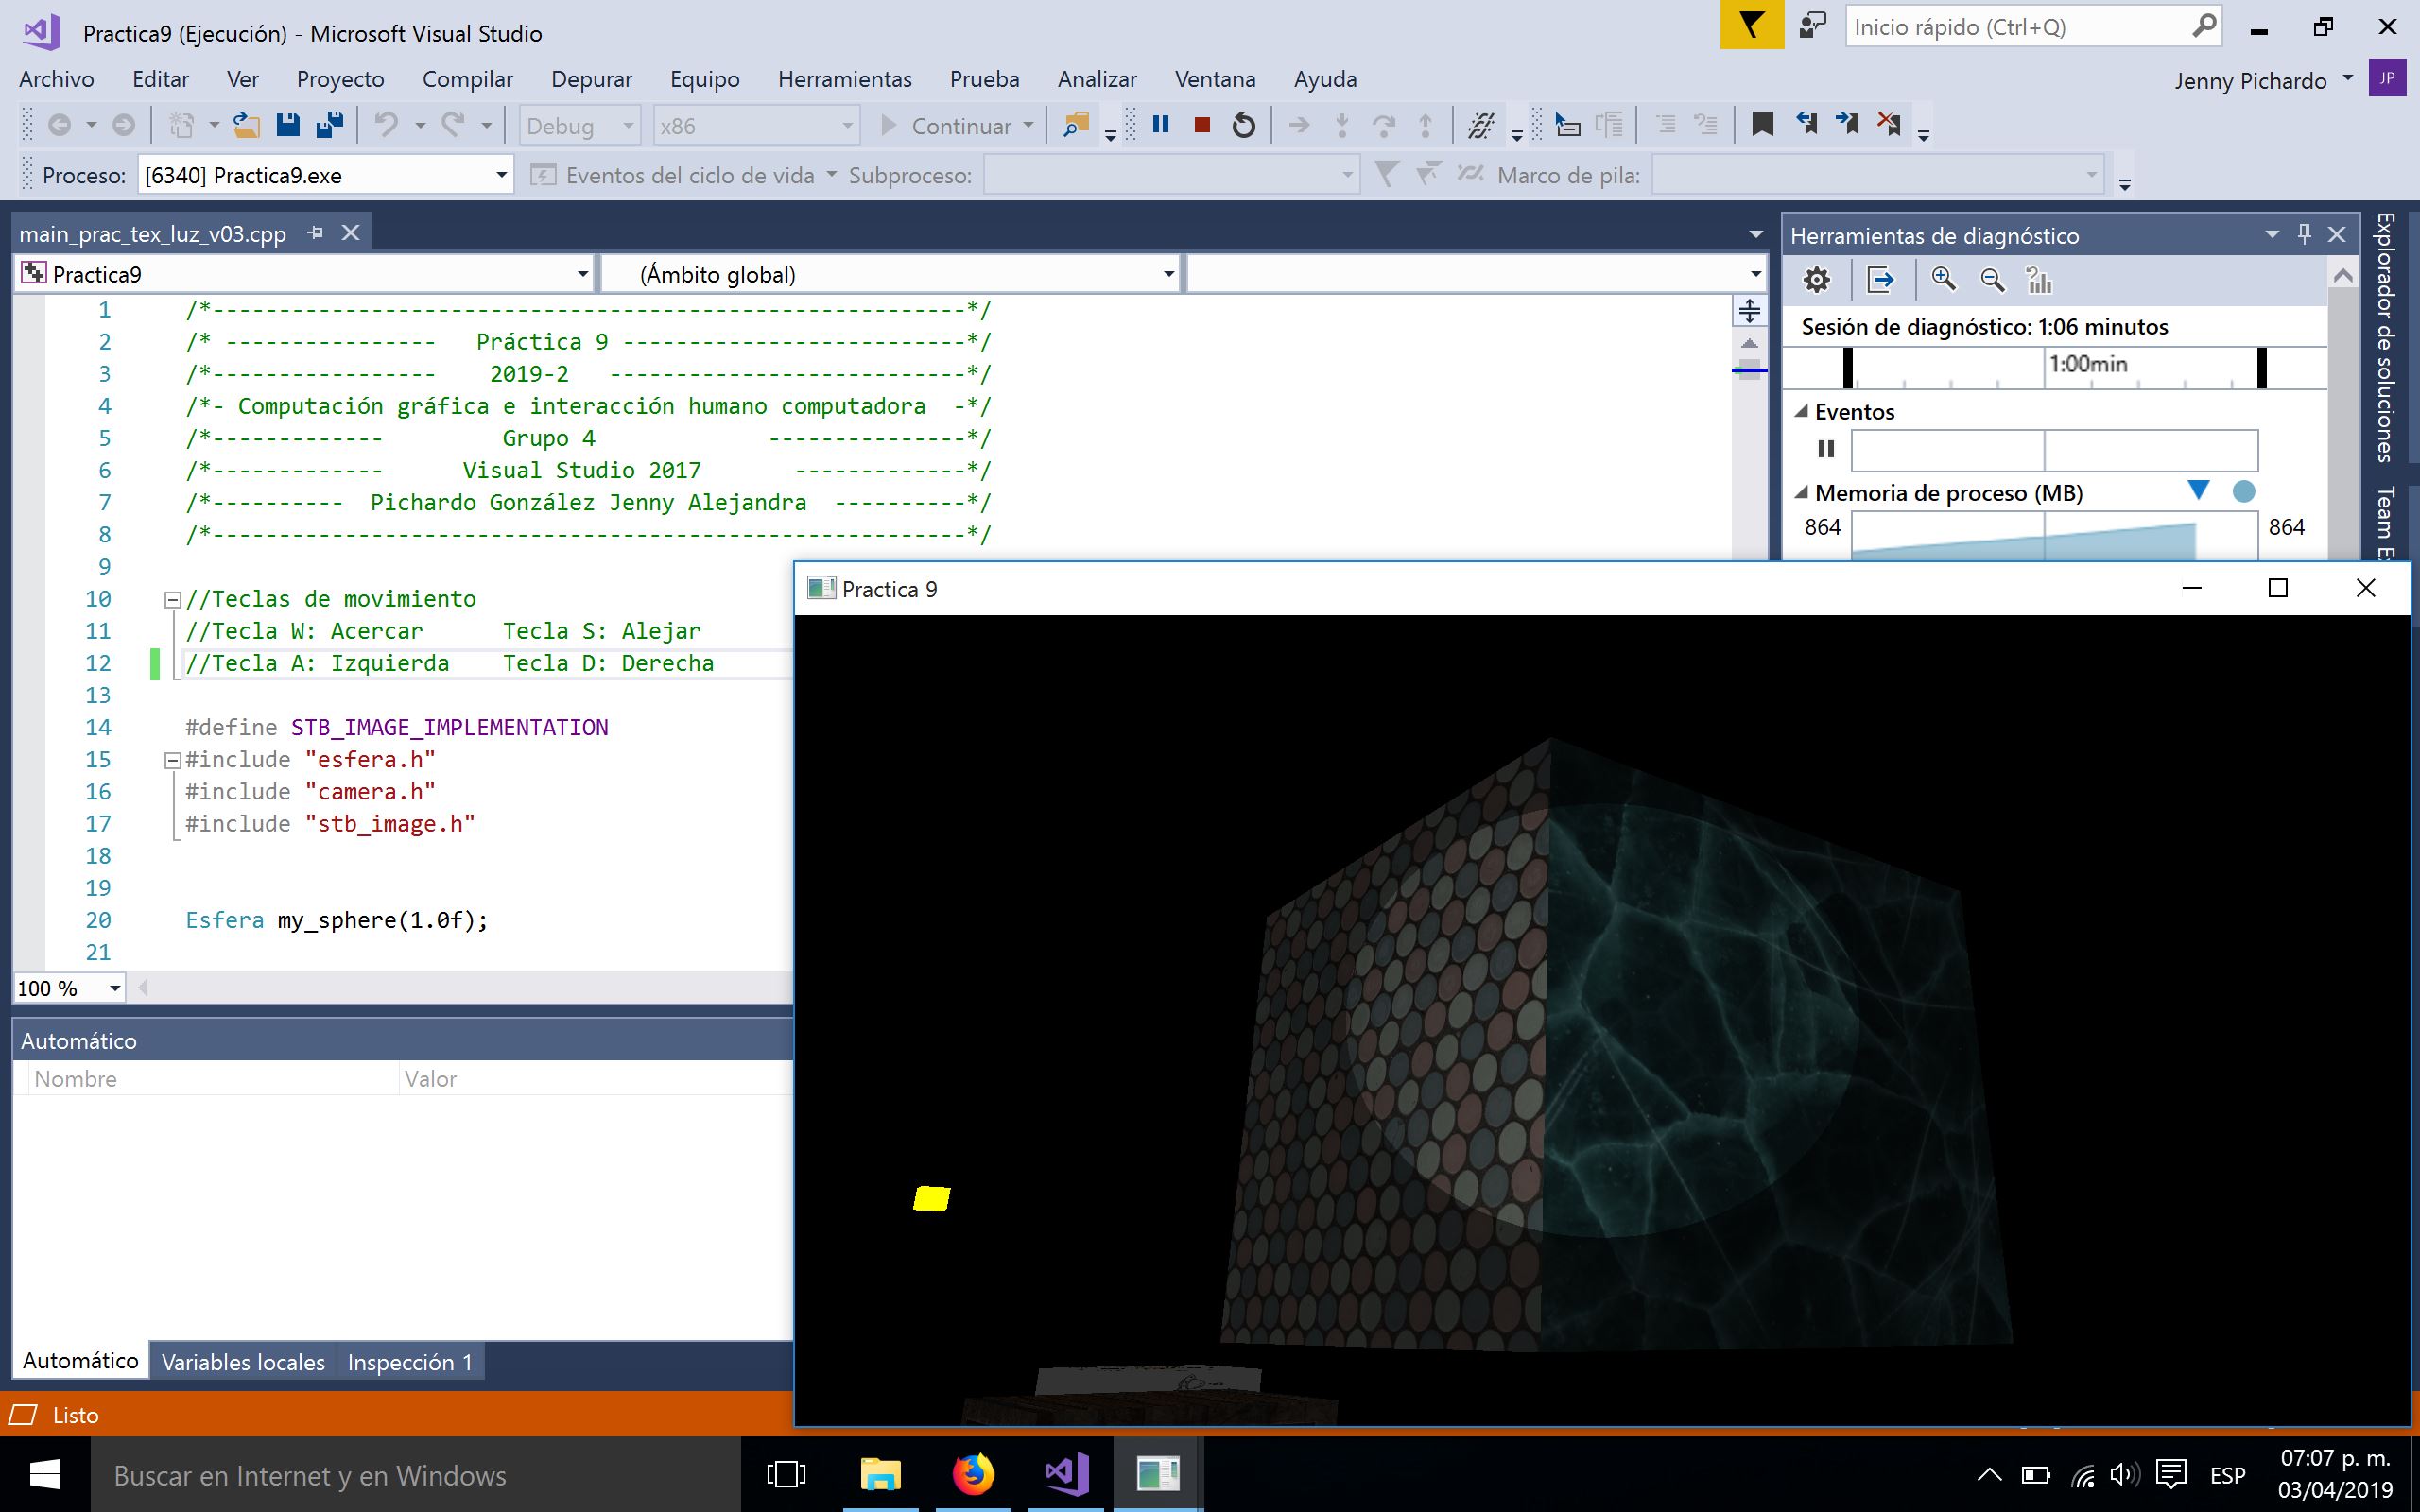 Practica9 (Ejecución) - Microsoft Visual Studio
Inicio rápido (Ctrl+Q)
Archivo Editar Ver Proyecto Compilar Depurar Equipo Herramientas Prueba Analizar Ventana Ayuda
Jenny Pichardo JP
Debug x86 Continuar
Proceso: [6340] Practica9.exe Eventos del ciclo de vida Subproceso: Marco de pila:
main_prac_tex_luz_v03.cpp
Practica9 (Ámbito global)
1 /*---------------------------------------------------------*/
2 /* ----------------   Práctica 9 --------------------------*/
3 /*-----------------    2019-2   ---------------------------*/
4 /*- Computación gráfica e interacción humano computadora  -*/
5 /*-------------         Grupo 4             ---------------*/
6 /*-------------      Visual Studio 2017       -------------*/
7 /*----------  Pichardo González Jenny Alejandra  ----------*/
8 /*---------------------------------------------------------*/
9
10 //Teclas de movimiento
11 //Tecla W: Acercar      Tecla S: Alejar
12 //Tecla A: Izquierda    Tecla D: Derecha
13
14 #define STB_IMAGE_IMPLEMENTATION
15 #include "esfera.h"
16 #include "camera.h"
17 #include "stb_image.h"
18
19
20 Esfera my_sphere(1.0f);
21
100 %
Herramientas de diagnóstico
Sesión de diagnóstico: 1:06 minutos
1:00min
Eventos
Memoria de proceso (MB)
864 864
Explorador de soluciones
Team E
Practica 9
Automático
Nombre Valor
Automático Variables locales Inspección 1
Listo
Buscar en Internet y en Windows
ESP
07:07 p. m.
03/04/2019